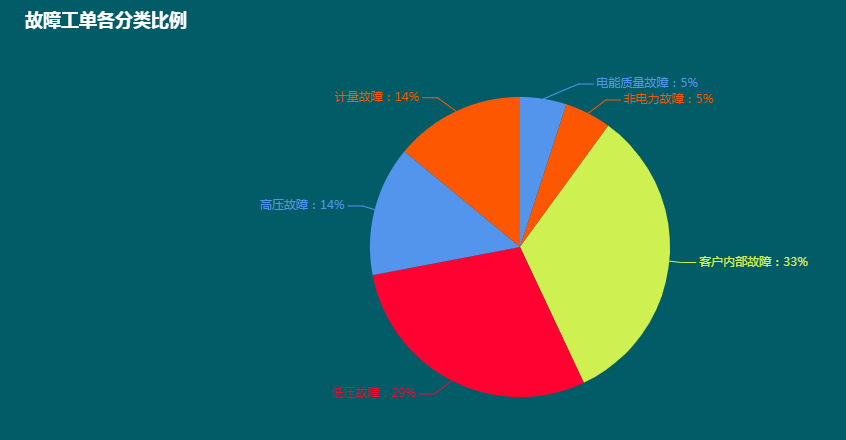 故障工单各分类比例
电能质量故障：5%
计量故障：14%
非电力故障：5%
高压故障：14%
客户内部故障：33%
低压故障：29%